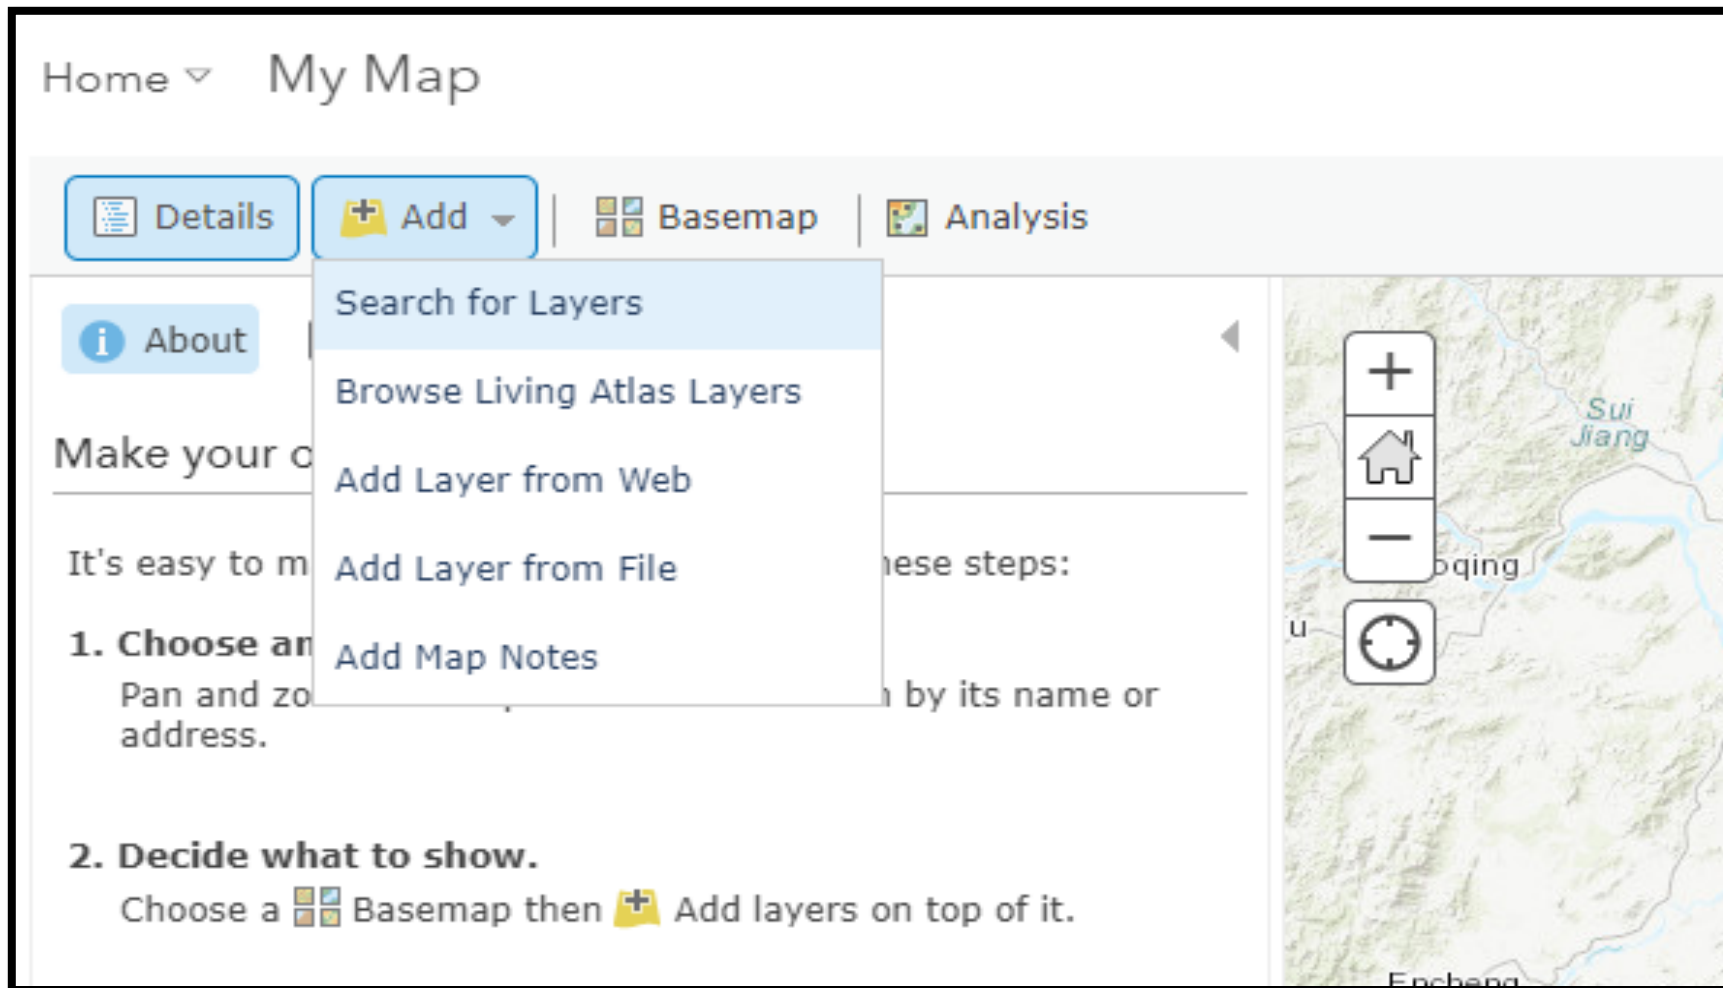 Home My Map
Details Add Basemap Analysis
Search for Layers
About
Browse Living Atlas Layers
Make your
Add Layer from Web
It's easy to
Add Layer from File
steps:
1. Choose
Add Map Notes
Pan and by its name or
address.
2. Decide what to show.
Choose a Basemap then Add layers on top of it.
Sui
Jiang